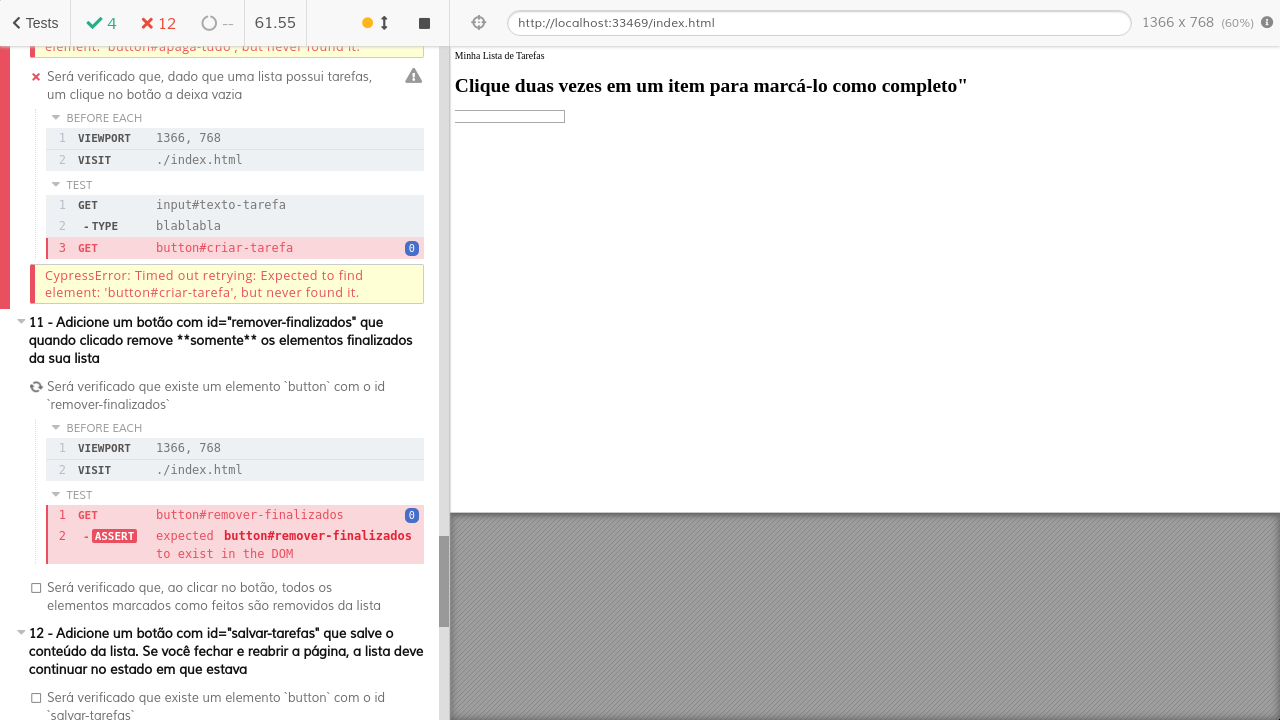 Tests 4 12 -- 61.55
http://localhost:33469/index.html 1366 x 768 (60%)
element: 'button#apaga-tudo', but never found it.
Será verificado que, dado que uma lista possui tarefas,
um clique no botão a deixa vazia
BEFORE EACH
1 VIEWPORT 1366, 768
2 VISIT ./index.html
TEST
1 GET input#texto-tarefa
2 - TYPE blablabla
3 GET button#criar-tarefa 0
CypressError: Timed out retrying: Expected to find
element: 'button#criar-tarefa', but never found it.
11 - Adicione um botão com id="remover-finalizados" que
quando clicado remove **somente** os elementos finalizados
da sua lista
Será verificado que existe um elemento `button` com o id
`remover-finalizados`
BEFORE EACH
1 VIEWPORT 1366, 768
2 VISIT ./index.html
TEST
1 GET button#remover-finalizados 0
2 - ASSERT expected button#remover-finalizados
to exist in the DOM
Será verificado que, ao clicar no botão, todos os
elementos marcados como feitos são removidos da lista
12 - Adicione um botão com id="salvar-tarefas" que salve o
conteúdo da lista. Se você fechar e reabrir a página, a lista deve
continuar no estado em que estava
Será verificado que existe um elemento `button` com o id
`salvar-tarefas`
Minha Lista de Tarefas
Clique duas vezes em um item para marcá-lo como completo"